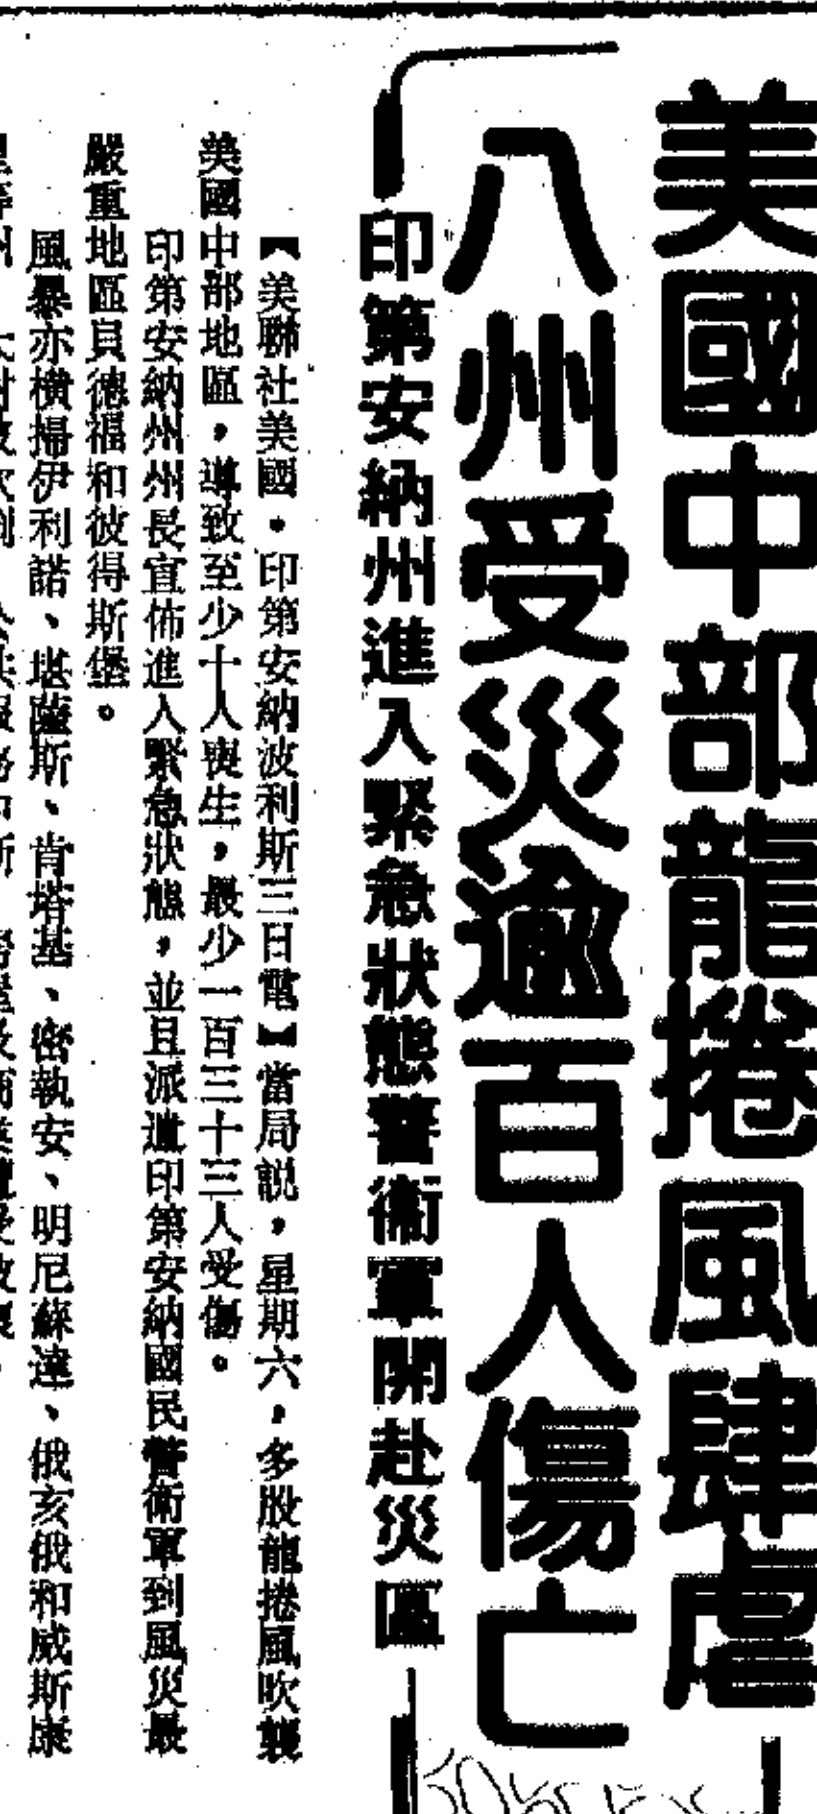 美國中部龍捲風肆虐
八州受災逾百人傷亡
印第安納州進入緊急狀態警衞軍開赴災區
【美聯社美國・印第安納波利斯三日電】當局説，星期六，多股龍捲風吹襲
美國中部地區，導致至少十人喪生，最少一百三十三人受傷。
印第安納州州長宣佈進入緊急狀態，並且派遣印第安納國民警衛軍到風災最
嚴重地區貝德福和彼得斯堡。
風暴亦橫掃伊利諾、堪薩斯、肯塔基、密執安、明尼蘇達、俄亥俄和威斯康